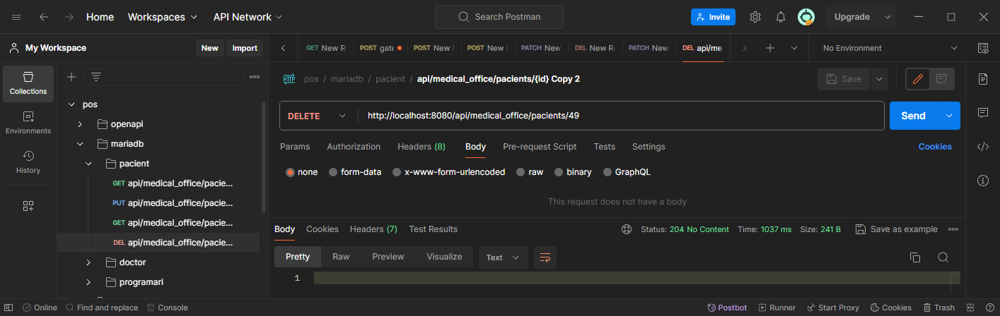 Home Workspaces API Network Search Postman Invite Upgrade
My Workspace New Import GET New R POST gate POST New I POST New I PATCH New DEL New Re PATCH New DEL api/me No Environment
Collections
Environments
History
pos
openapi
mariadb
pacient
GET api/medical_office/pacie...
PUT api/medical_office/pacie...
GET api/medical_office/pacie...
DEL api/medical_office/pacie...
doctor
programari
HTTP pos / mariadb / pacient / api/medical_office/pacients/{id} Copy 2 Save
DELETE http://localhost:8080/api/medical_office/pacients/49 Send
Params Authorization Headers (8) Body Pre-request Script Tests Settings Cookies
none form-data x-www-form-urlencoded raw binary GraphQL
This request does not have a body
Body Cookies Headers (7) Test Results Status: 204 No Content Time: 1037 ms Size: 241 B Save as example
Pretty Raw Preview Visualize Text
1
Online Find and replace Console Postbot Runner Start Proxy Cookies Trash